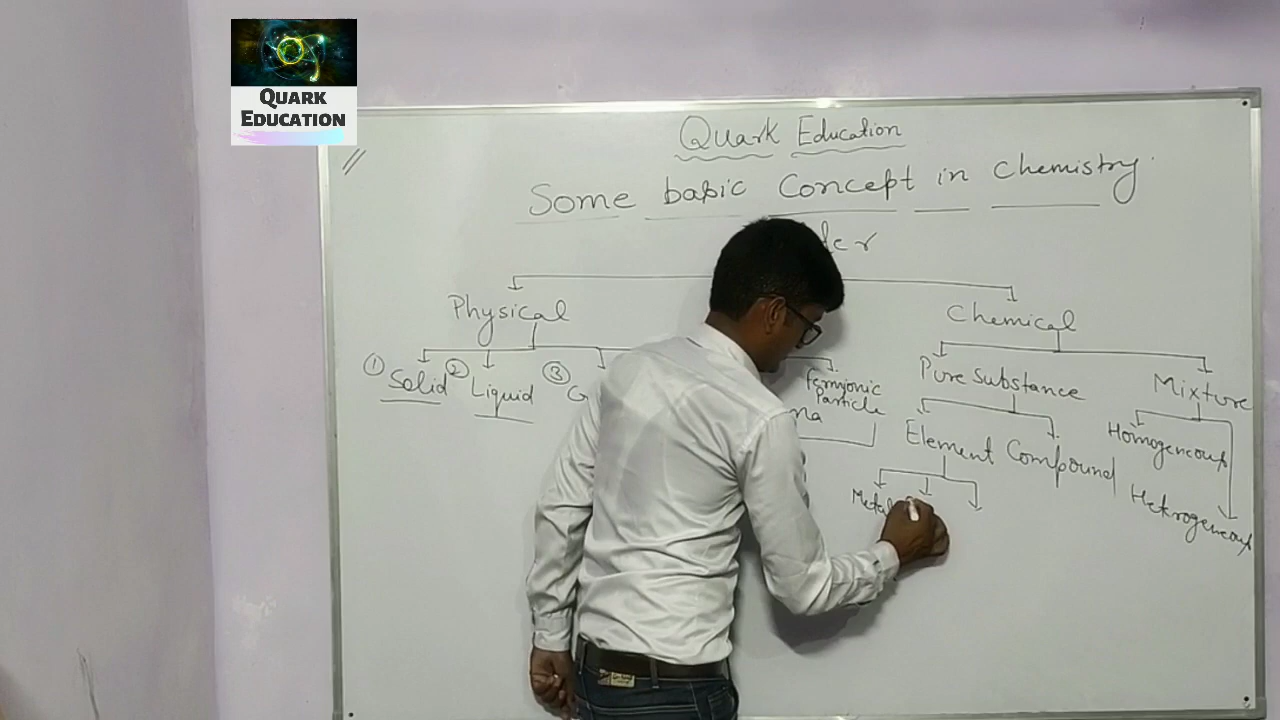 QUARK
EDUCATION
Quark Education
Some basic Concept in Chemistry
Physical
Chemical
① Solid ② Liquid ③ G
Fermionic
Particle
na
Pure Substance
Mixture
Element Compound
Homogeneous
Hetrogeneous
Metal